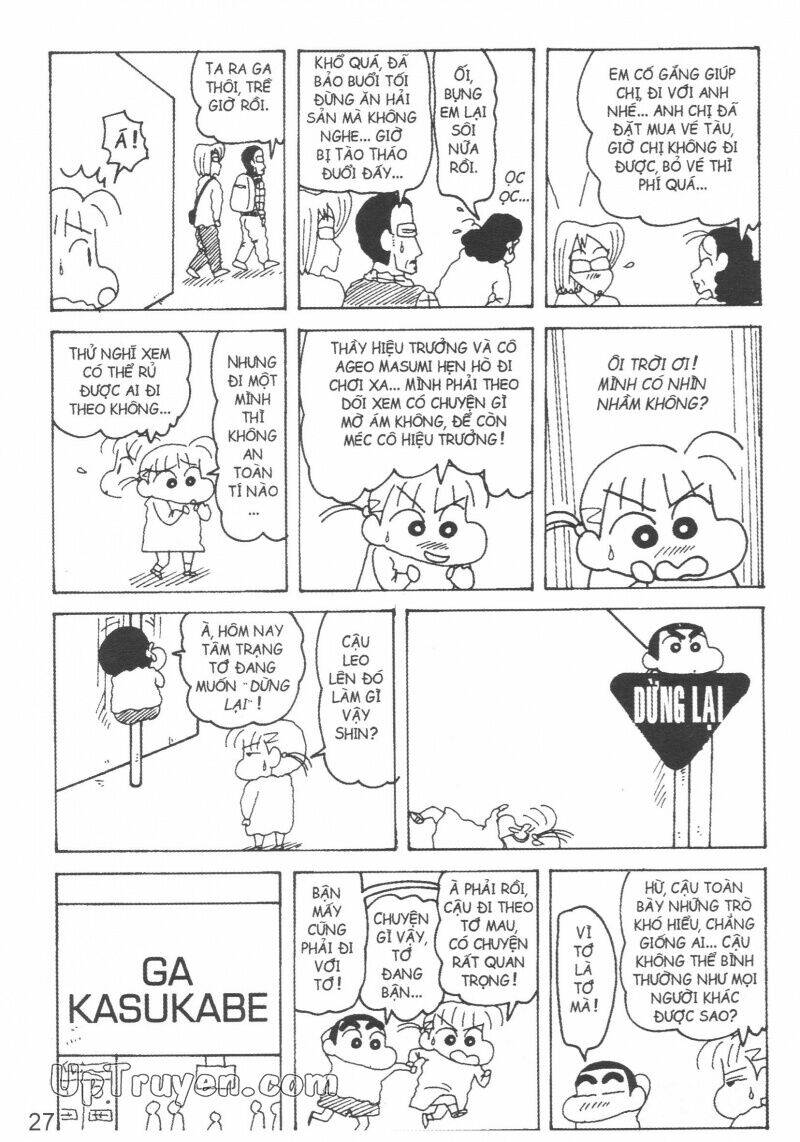 EM CỐ GẮNG GIÚP
CHỊ, ĐI VỚI ANH
NHÉ... ANH CHỊ ĐÃ
ĐẶT MUA VÉ TÀU,
GIỜ CHỊ KHÔNG ĐI
ĐƯỢC, BỎ VÉ THÌ
PHÍ QUÁ...
ỐI,
BỤNG
EM LẠI
SÔI
NỮA
RỒI.
ỌC
ỌC...
KHỔ QUÁ, ĐÃ
BẢO BUỔI TỐI
ĐỪNG ĂN HẢI
SẢN MÀ KHÔNG
NGHE... GIỜ
BỊ TÀO THÁO
ĐUỔI ĐẤY...
TA RA GA
THÔI, TRỄ
GIỜ RỒI.
Á!
ÔI TRỜI ƠI!
MÌNH CÓ NHÌN
NHẦM KHÔNG?
THẦY HIỆU TRƯỞNG VÀ CÔ
AGEO MASUMI HẸN HÒ ĐI
CHƠI XA... MÌNH PHẢI THEO
DÕI XEM CÓ CHUYỆN GÌ
MỜ ÁM KHÔNG, ĐỂ CÒN
MÉC CÔ HIỆU TRƯỞNG!
NHƯNG
ĐI MỘT
MÌNH
THÌ
KHÔNG
AN
TOÀN
TÍ NÀO
...
THỬ NGHĨ XEM
CÓ THỂ RỦ
ĐƯỢC AI ĐI
THEO KHÔNG...
DỪNG LẠI
CẬU
LEO
LÊN ĐÓ
LÀM GÌ
VẬY
SHIN?
À, HÔM NAY
TÂM TRẠNG
TỚ ĐANG
MUỐN "DỪNG
LẠI"!
HỪ, CẬU TOÀN
BÀY NHỮNG TRÒ
KHÓ HIỂU, CHẲNG
GIỐNG AI... CẬU
KHÔNG THỂ BÌNH
THƯỜNG NHƯ MỌI
NGƯỜI KHÁC
ĐƯỢC SAO?
VÌ
TỚ
LÀ
TỚ
MÀ!
À PHẢI RỒI,
CẬU ĐI THEO
TỚ MAU,
CÓ CHUYỆN
RẤT QUAN
TRỌNG!
CHUYỆN
GÌ VẬY,
TỚ
ĐANG
BẬN...
BẬN
MẤY
CŨNG
PHẢI ĐI
VỚI
TỚ!
GA
KASUKABE
UpTruyen.com
27